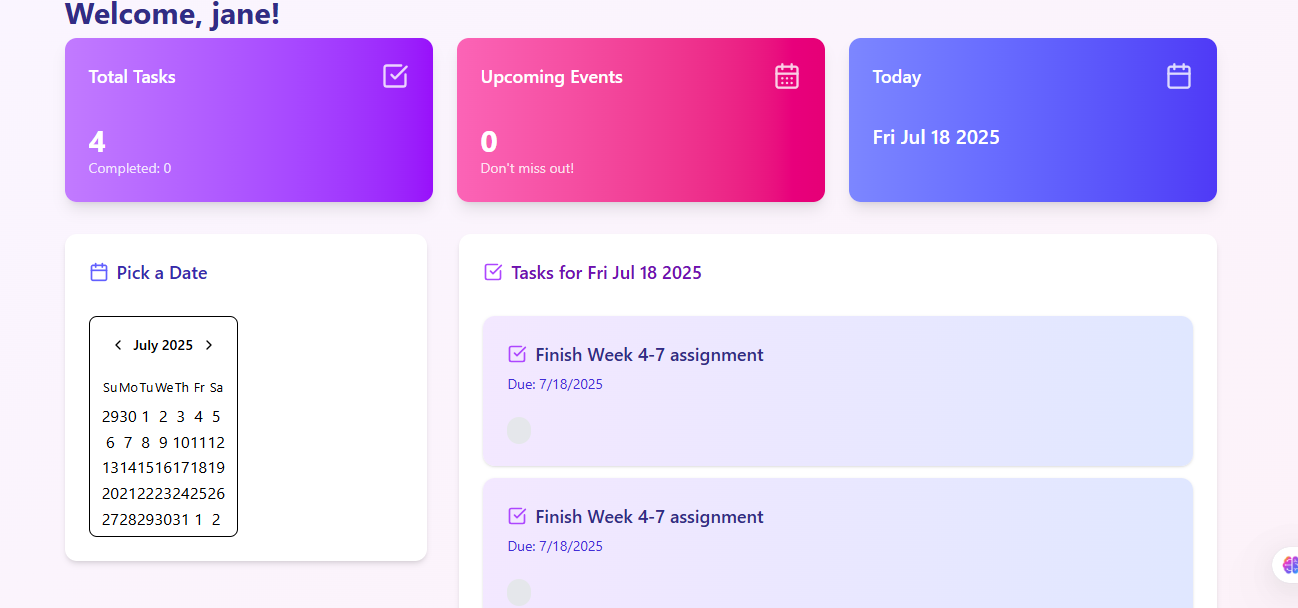 Welcome, jane!
Total Tasks
4
Completed: 0
Upcoming Events
0
Don't miss out!
Today
Fri Jul 18 2025
Pick a Date
July 2025
Su Mo Tu We Th Fr Sa
29 30 1 2 3 4 5
6 7 8 9 10 11 12
13 14 15 16 17 18 19
20 21 22 23 24 25 26
27 28 29 30 31 1 2
Tasks for Fri Jul 18 2025
Finish Week 4-7 assignment
Due: 7/18/2025
Finish Week 4-7 assignment
Due: 7/18/2025